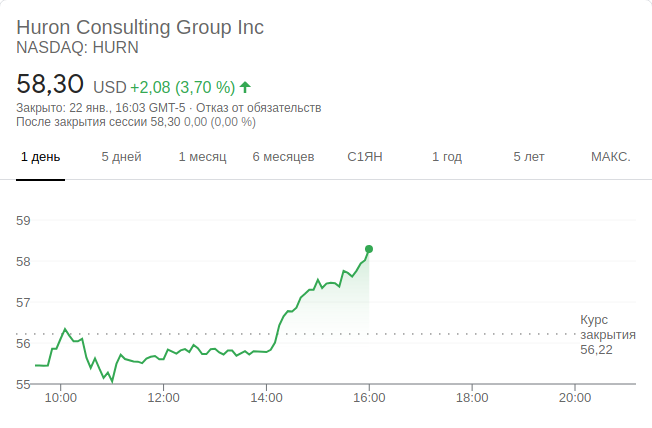 Huron Consulting Group Inc
NASDAQ: HURN
58,30 USD +2,08 (3,70 %)
Закрыто: 22 янв., 16:03 GMT-5 · Отказ от обязательств
После закрытия сессии 58,30 0,00 (0,00 %)
1 день 5 дней 1 месяц 6 месяцев С1ЯН 1 год 5 лет МАКС.
59
58
57
Курс
закрытия
56,22
56
55
10:00 12:00 14:00 16:00 18:00 20:00